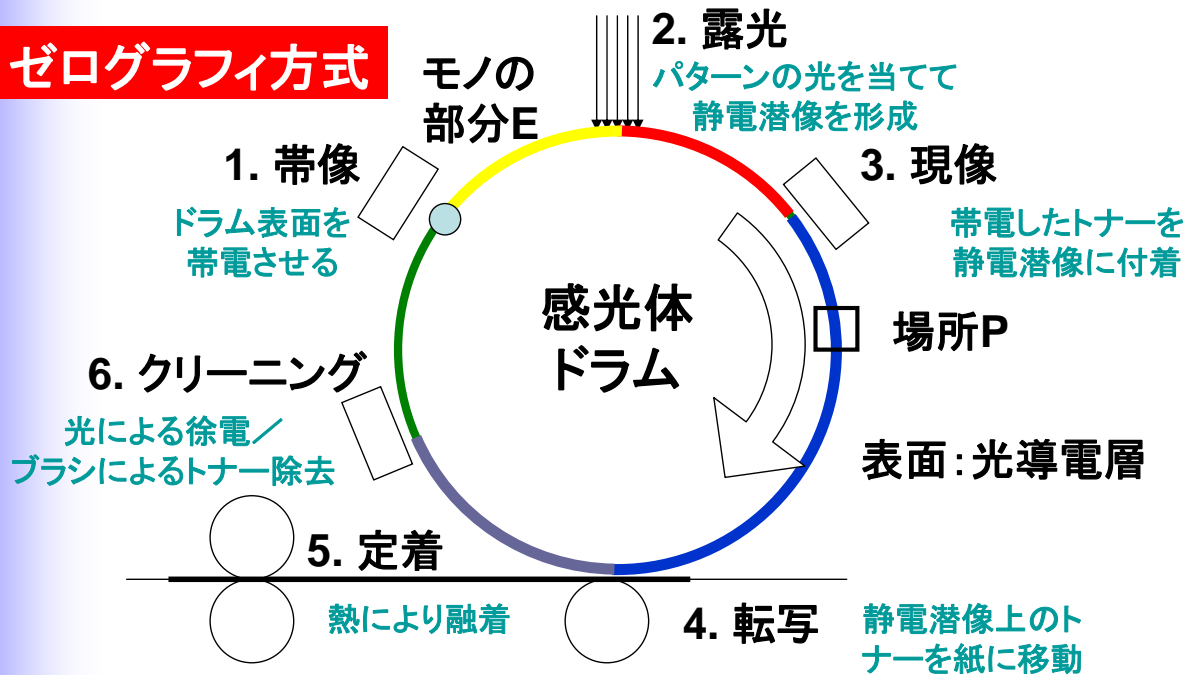 ゼログラフィ方式
モノの
部分E
2. 露光
パターンの光を当てて
静電潜像を形成
1. 帯像
ドラム表面を
帯電させる
3. 現像
帯電したトナーを
静電潜像に付着
感光体
ドラム
場所P
6. クリーニング
光による徐電／
ブラシによるトナー除去
表面：光導電層
5. 定着
熱により融着
4. 転写
静電潜像上のト
ナーを紙に移動